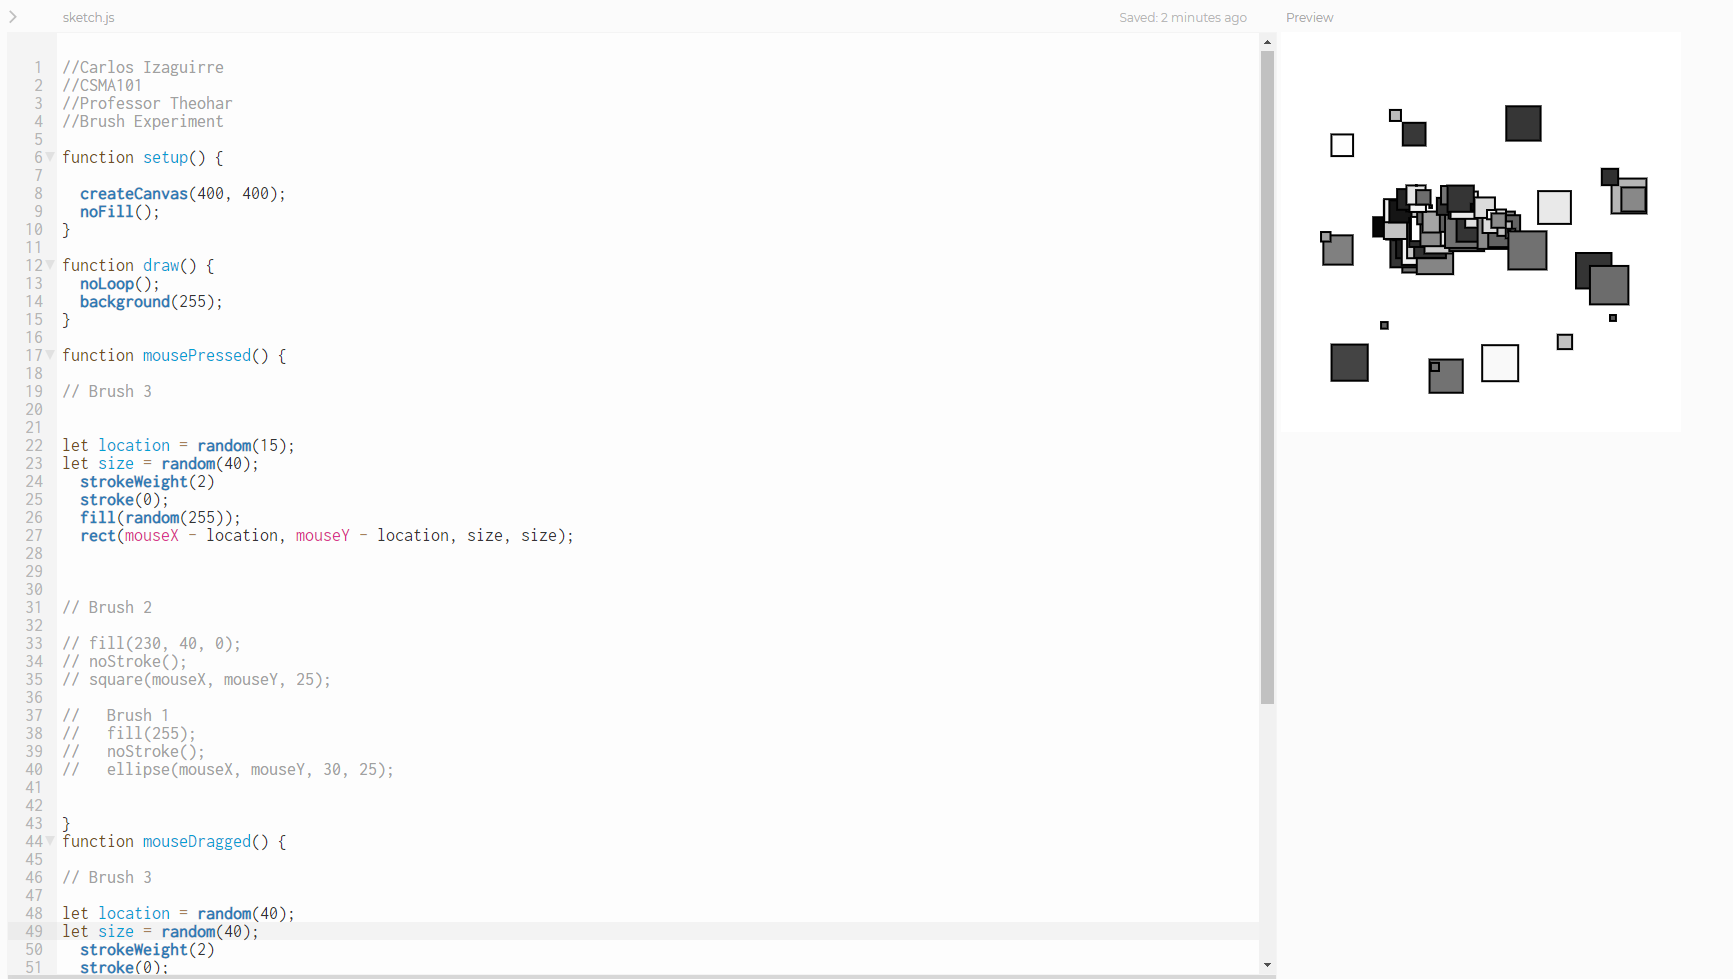 sketch.js
Saved: 2 minutes ago
Preview
1 //Carlos Izaguirre
2 //CSMA101
3 //Professor Theohar
4 //Brush Experiment
5
6 function setup() {
7
8 createCanvas(400, 400);
9 noFill();
10 }
11
12 function draw() {
13 noLoop();
14 background(255);
15 }
16
17 function mousePressed() {
18
19 // Brush 3
20
21
22 let location = random(15);
23 let size = random(40);
24 strokeWeight(2)
25 stroke(0);
26 fill(random(255));
27 rect(mouseX - location, mouseY - location, size, size);
28
29
30
31 // Brush 2
32
33 // fill(230, 40, 0);
34 // noStroke();
35 // square(mouseX, mouseY, 25);
36
37 // Brush 1
38 // fill(255);
39 // noStroke();
40 // ellipse(mouseX, mouseY, 30, 25);
41
42
43 }
44 function mouseDragged() {
45
46 // Brush 3
47
48 let location = random(40);
49 let size = random(40);
50 strokeWeight(2)
51 stroke(0);